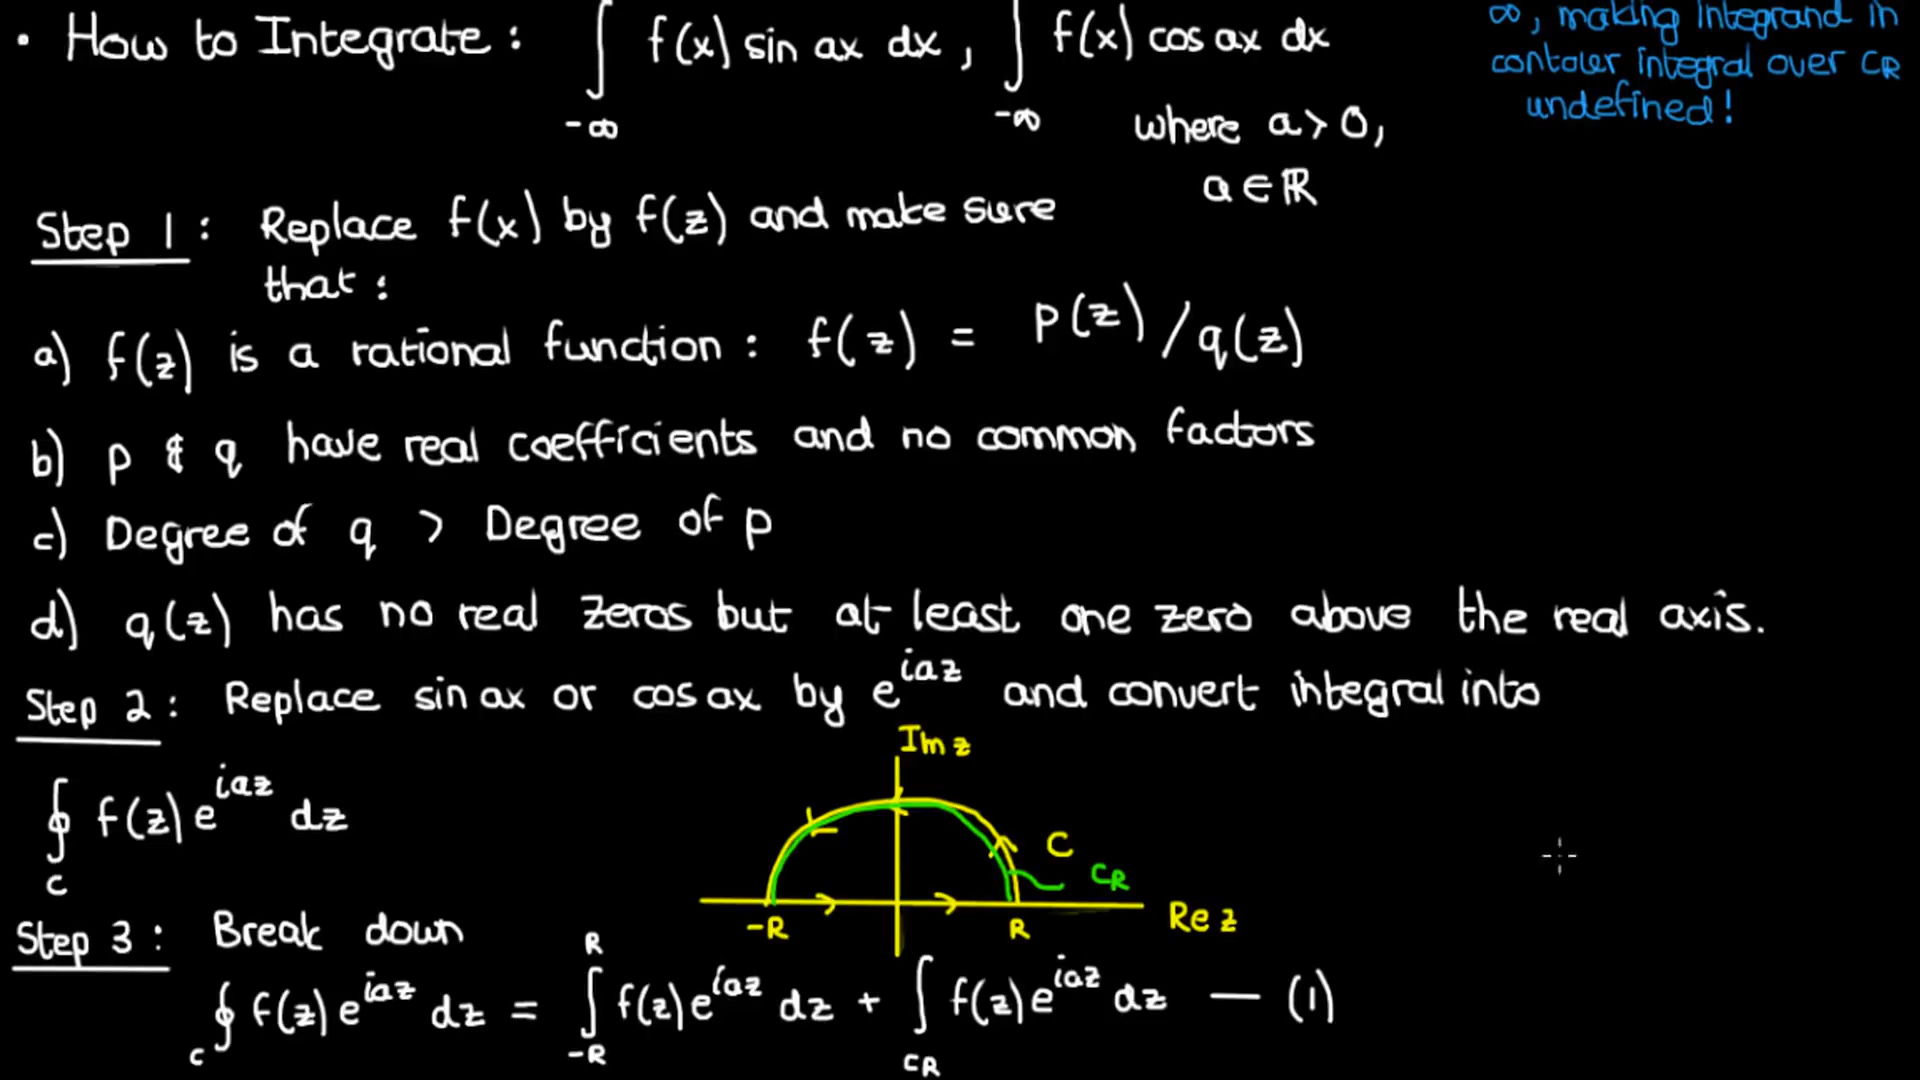 • How to Integrate: ∫_{-∞} f(x) sin ax dx, ∫_{-∞} f(x) cos ax dx
where a > 0,
a ∈ ℝ
∞, making integrand in
contour integral over CR
undefined!
Step 1: Replace f(x) by f(z) and make sure
that:
a) f(z) is a rational function: f(z) = p(z)/q(z)
b) p & q have real coefficients and no common factors
c) Degree of q > Degree of p
d) q(z) has no real zeros but at least one zero above the real axis.
Step 2: Replace sin ax or cos ax by e^{iaz} and convert integral into
∮_C f(z) e^{iaz} dz
Im z
C
CR
-R
R
Re z
Step 3: Break down
∮_C f(z) e^{iaz} dz = ∫_{-R}^{R} f(z) e^{iaz} dz + ∫_{CR} f(z) e^{iaz} dz — (1)